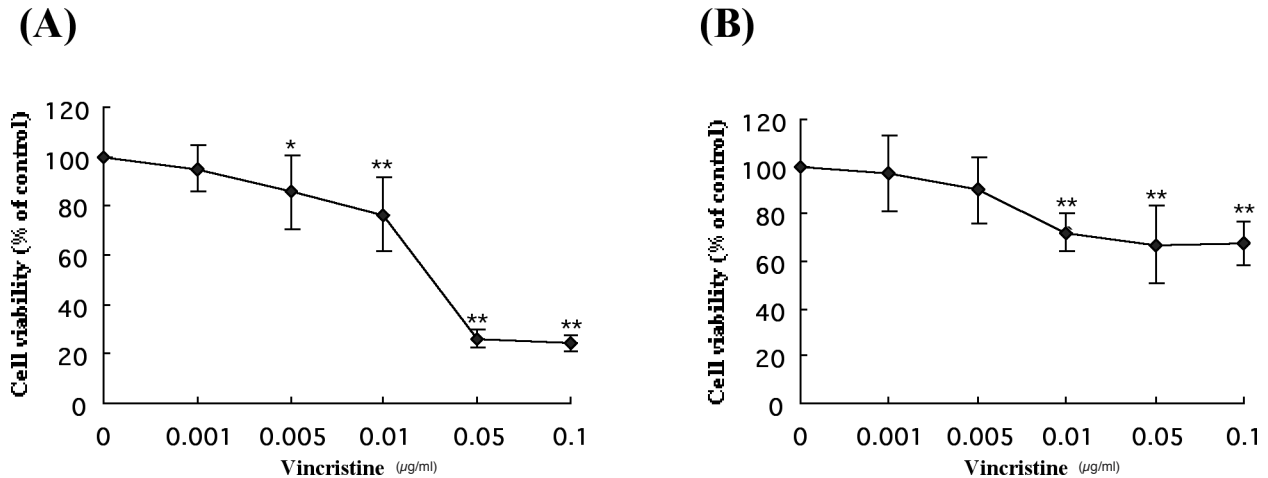 (A)
Cell viability (% of control)
120
100
80
60
40
20
0
*
**
**
**
0 0.001 0.005 0.01 0.05 0.1
Vincristine (µg/ml)
(B)
Cell viability (% of control)
120
100
80
60
40
20
0
**
**
**
0 0.001 0.005 0.01 0.05 0.1
Vincristine (µg/ml)